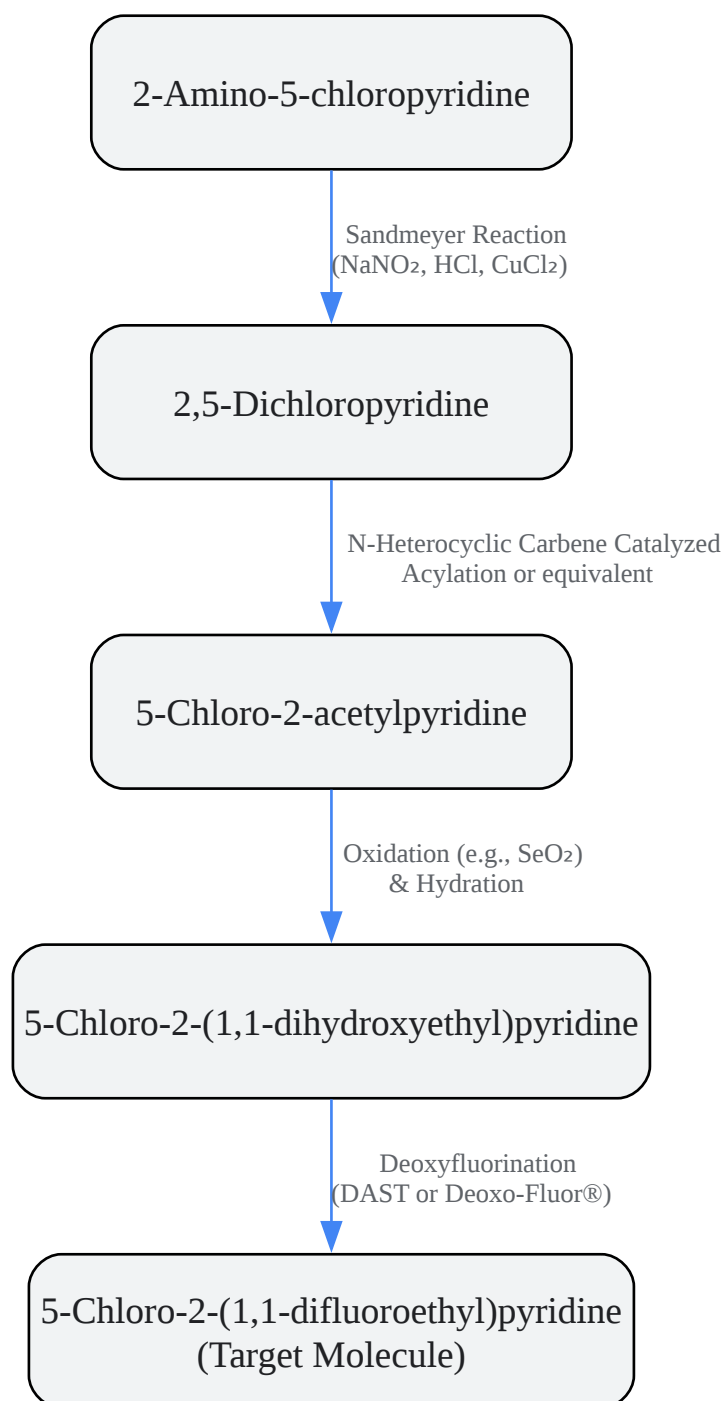 2-Amino-5-chloropyridine
Sandmeyer Reaction
(NaNO₂, HCl, CuCl₂)
2,5-Dichloropyridine
N-Heterocyclic Carbene Catalyzed
Acylation or equivalent
5-Chloro-2-acetylpyridine
Oxidation (e.g., SeO₂)
& Hydration
5-Chloro-2-(1,1-dihydroxyethyl)pyridine
Deoxyfluorination
(DAST or Deoxo-Fluor®)
5-Chloro-2-(1,1-difluoroethyl)pyridine
(Target Molecule)